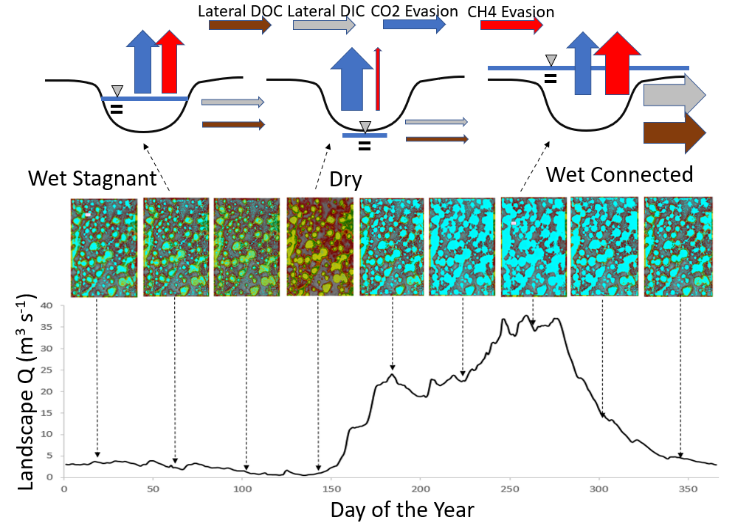 Lateral DOC Lateral DIC CO2 Evasion CH4 Evasion
Wet Stagnant
Dry
Wet Connected
Landscape Q (m³ s⁻¹)
40
35
30
25
20
15
10
5
0
0 50 100 150 200 250 300 350
Day of the Year